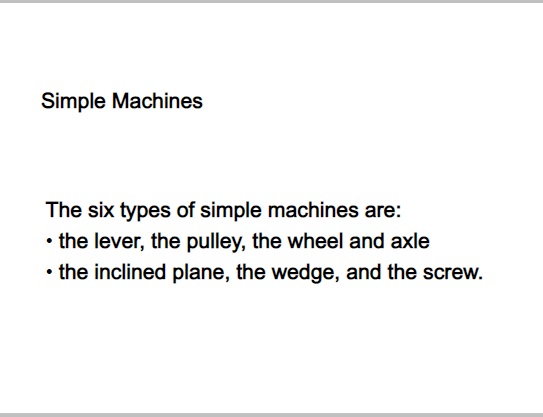 Simple Machines
The six types of simple machines are:
• the lever, the pulley, the wheel and axle
• the inclined plane, the wedge, and the screw.